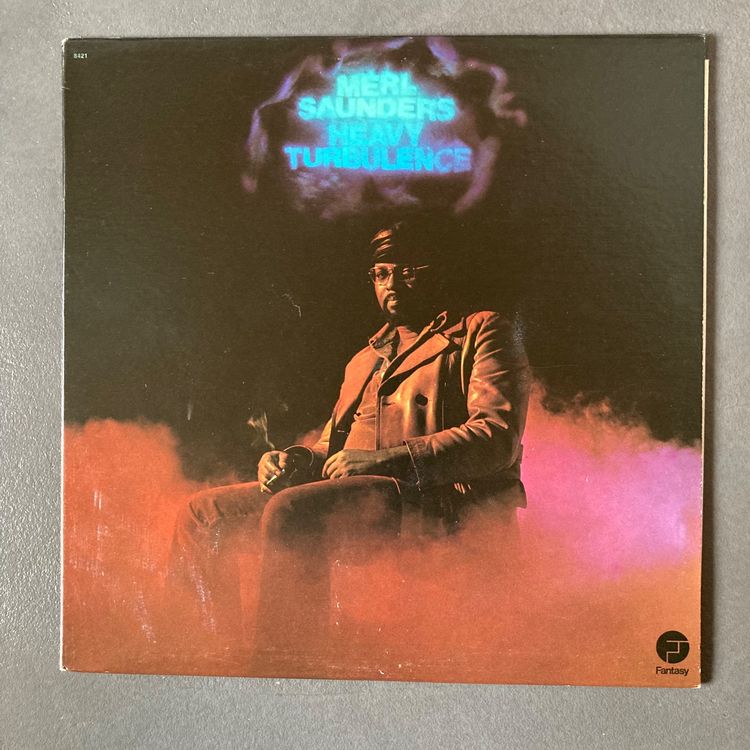 8421
MERL
SAUNDERS
HEAVY
TURBULENCE
Fantasy